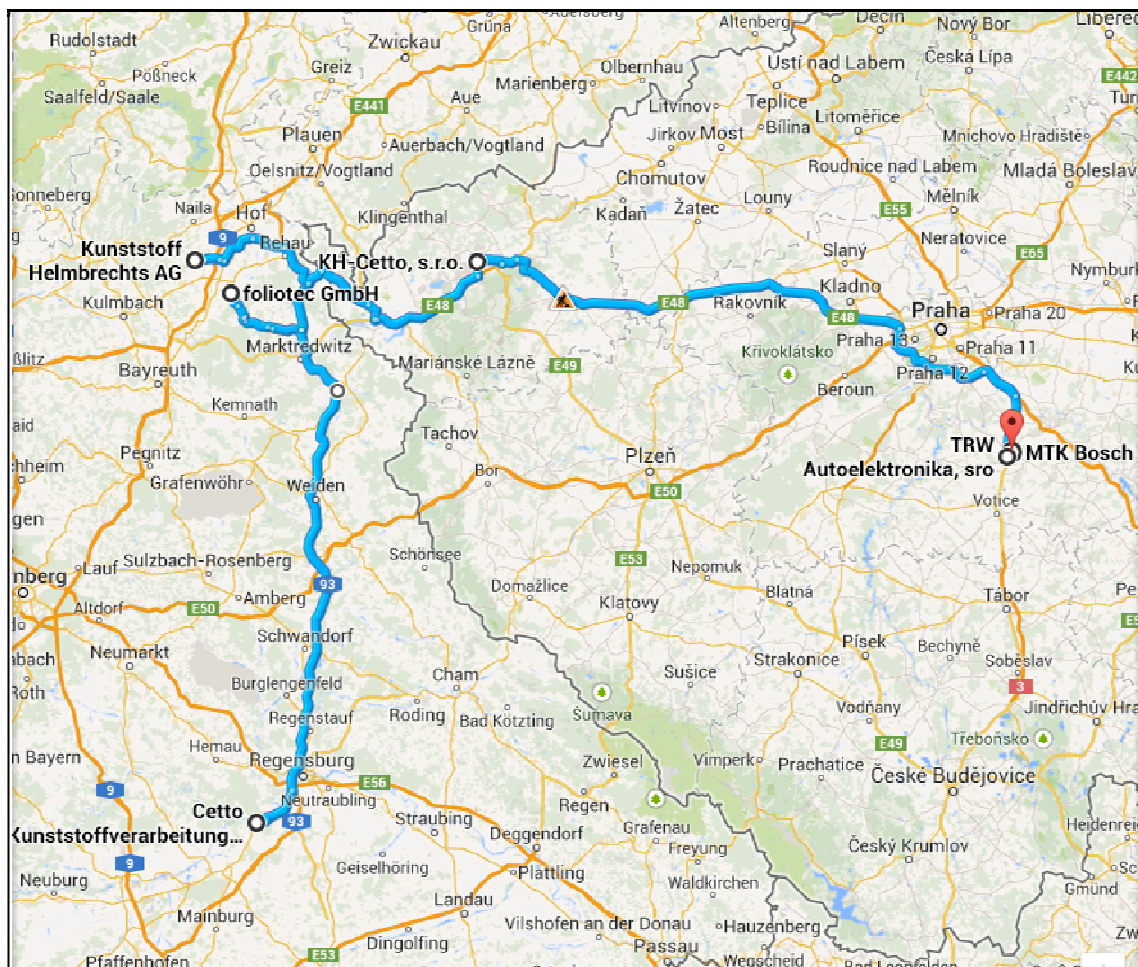 Rudolstadt
Zwickau
Grüna
Altenberg
Děčín
Nový Bor
Liberec
Pößneck
Greiz
Olbernhau
Ústí nad Labem
Česká Lípa
Saalfeld/Saale
E441
Aue
Marienberg
Litvínov
Teplice
E442
Plauen
Bílina
Litoměřice
Mnichovo Hradiště
Auerbach/Vogtland
Jirkov
Most
Roudnice nad Labem
Mladá Boleslav
Oelsnitz/Vogtland
Chomutov
Mělník
Naila
Hof
Klingenthal
Kadaň
Žatec
Louny
E55
Neratovice
E65
9
Rehau
Slaný
Kunststoff
Helmbrechts AG
KH-Cetto, s.r.o.
Nymburk
foliotec GmbH
Kladno
Kulmbach
E48
E48
Rakovník
E48
Praha
Praha 20
Marktredwitz
Praha 13
Praha 11
Mariánské Lázně
E49
Křivoklátsko
Praha 12
Bayreuth
Beroun
Kemnath
Tachov
Plzeň
TRW
Autoelektronika, sro
MTK Bosch
Pegnitz
Grafenwöhr
Weiden
Bor
E50
Votice
Sulzbach-Rosenberg
Schönsee
E53
Lauf
93
Nepomuk
Altdorf
E50
Amberg
Domažlice
Klatovy
Blatná
Tábor
Schwandorf
Písek
Bechyně
Neumarkt
Cham
Sušice
Strakonice
Soběslav
Roth
Burglengenfeld
3
Regenstauf
Roding
Bad Kötzting
Šumava
Vodňany
Jindřichův
Hemau
E49
Třeboňsko
Regensburg
Zwiesel
Vimperk
Prachatice
České Budějovice
9
E56
Neutraubling
Regen
Cetto
Kunststoffverarbeitung...
93
Straubing
Deggendorf
Grafenau
Freyung
Český Krumlov
9
Geiselhöring
Plattling
Neuburg
Waldkirchen
Gmünd
Landau
Mainburg
Vilshofen an der Donau
Hauzenberg
E53
Dingolfing
Passau
Wegscheid
Pfaffenhofen